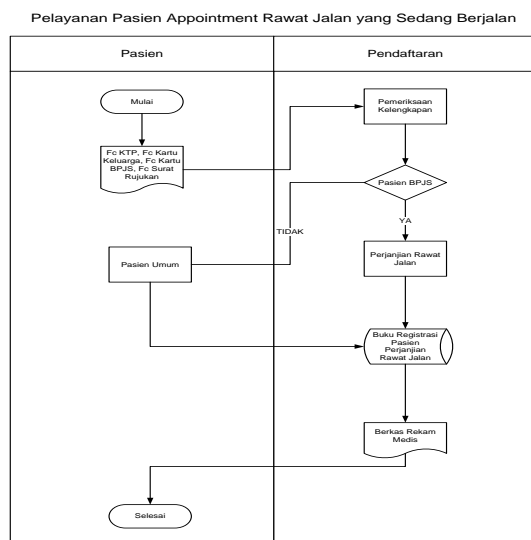 Pelayanan Pasien Appointment Rawat Jalan yang Sedang Berjalan
Pasien
Pendaftaran
Mulai
Pemeriksaan
Kelengkapan
Fc KTP, Fc Kartu
Keluarga, Fc Kartu
BPJS, Fc Surat
Rujukan
Pasien BPJS
YA
TIDAK
Pasien Umum
Perjanjian Rawat
Jalan
Buku Registrasi
Pasien
Perjanjian
Rawat Jalan
Berkas Rekam
Medis
Selesai